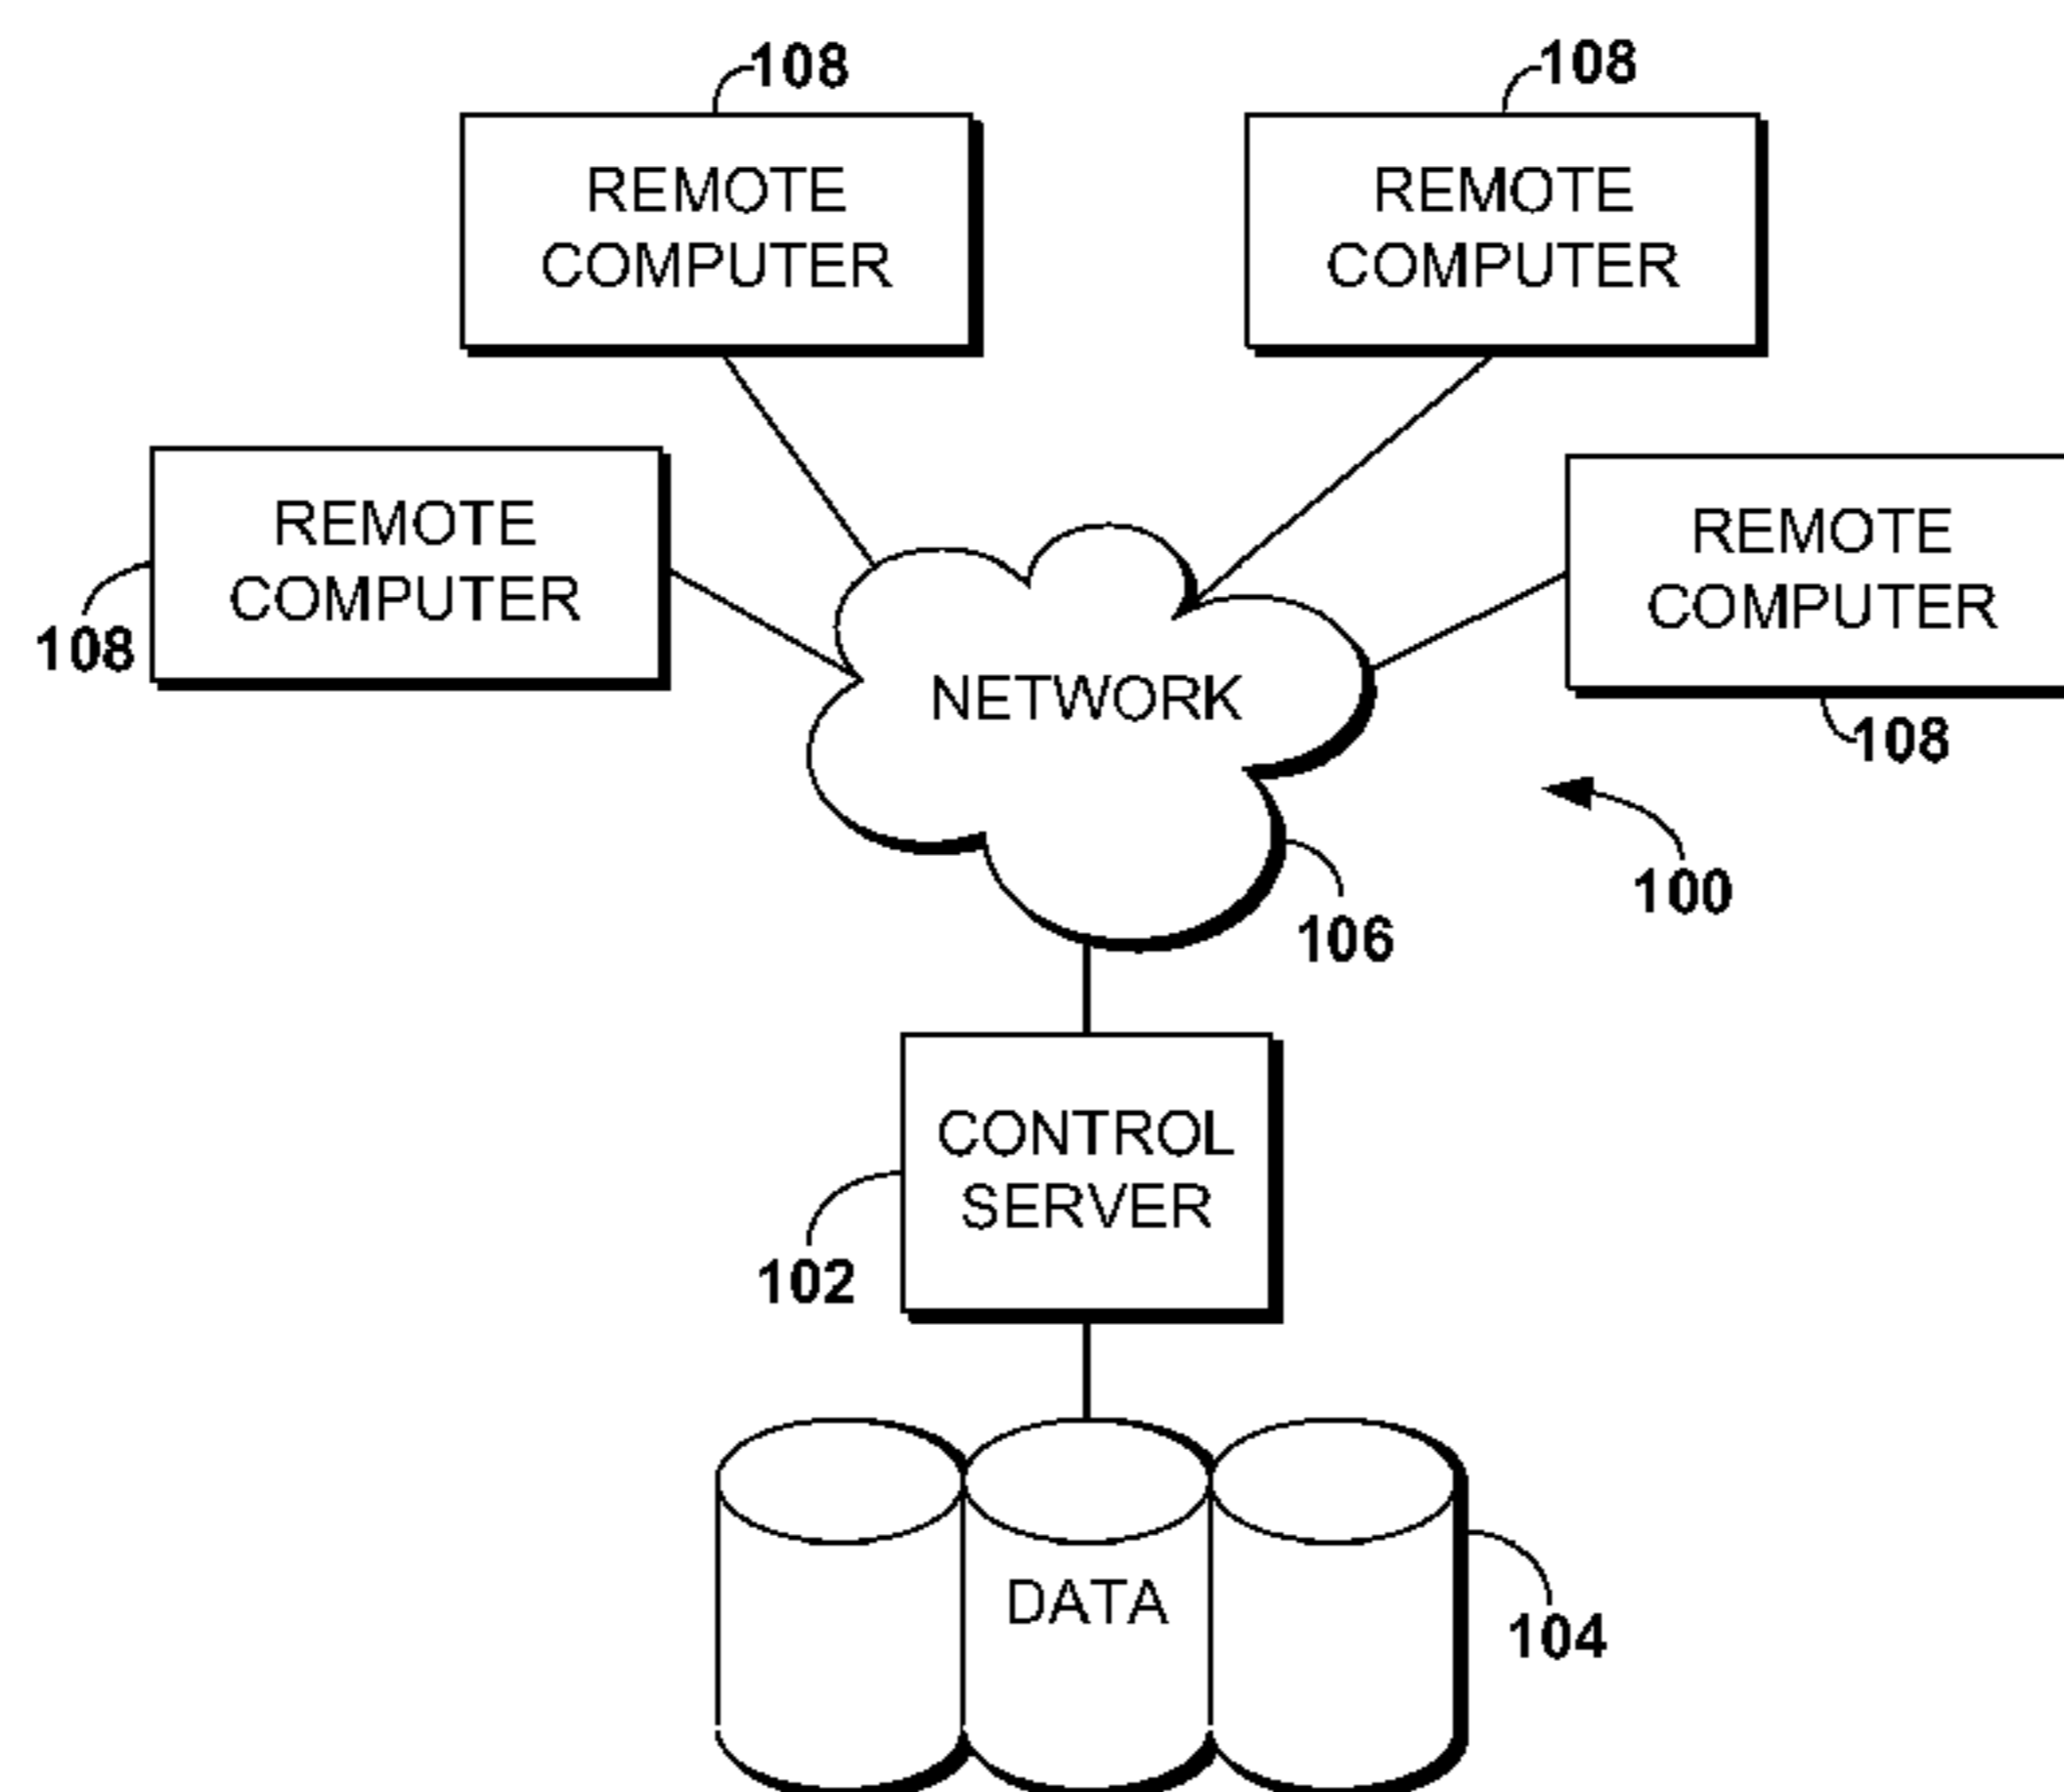 108
108
REMOTE
COMPUTER
REMOTE
COMPUTER
REMOTE
COMPUTER
REMOTE
COMPUTER
108
NETWORK
108
100
106
CONTROL
SERVER
102
DATA
104